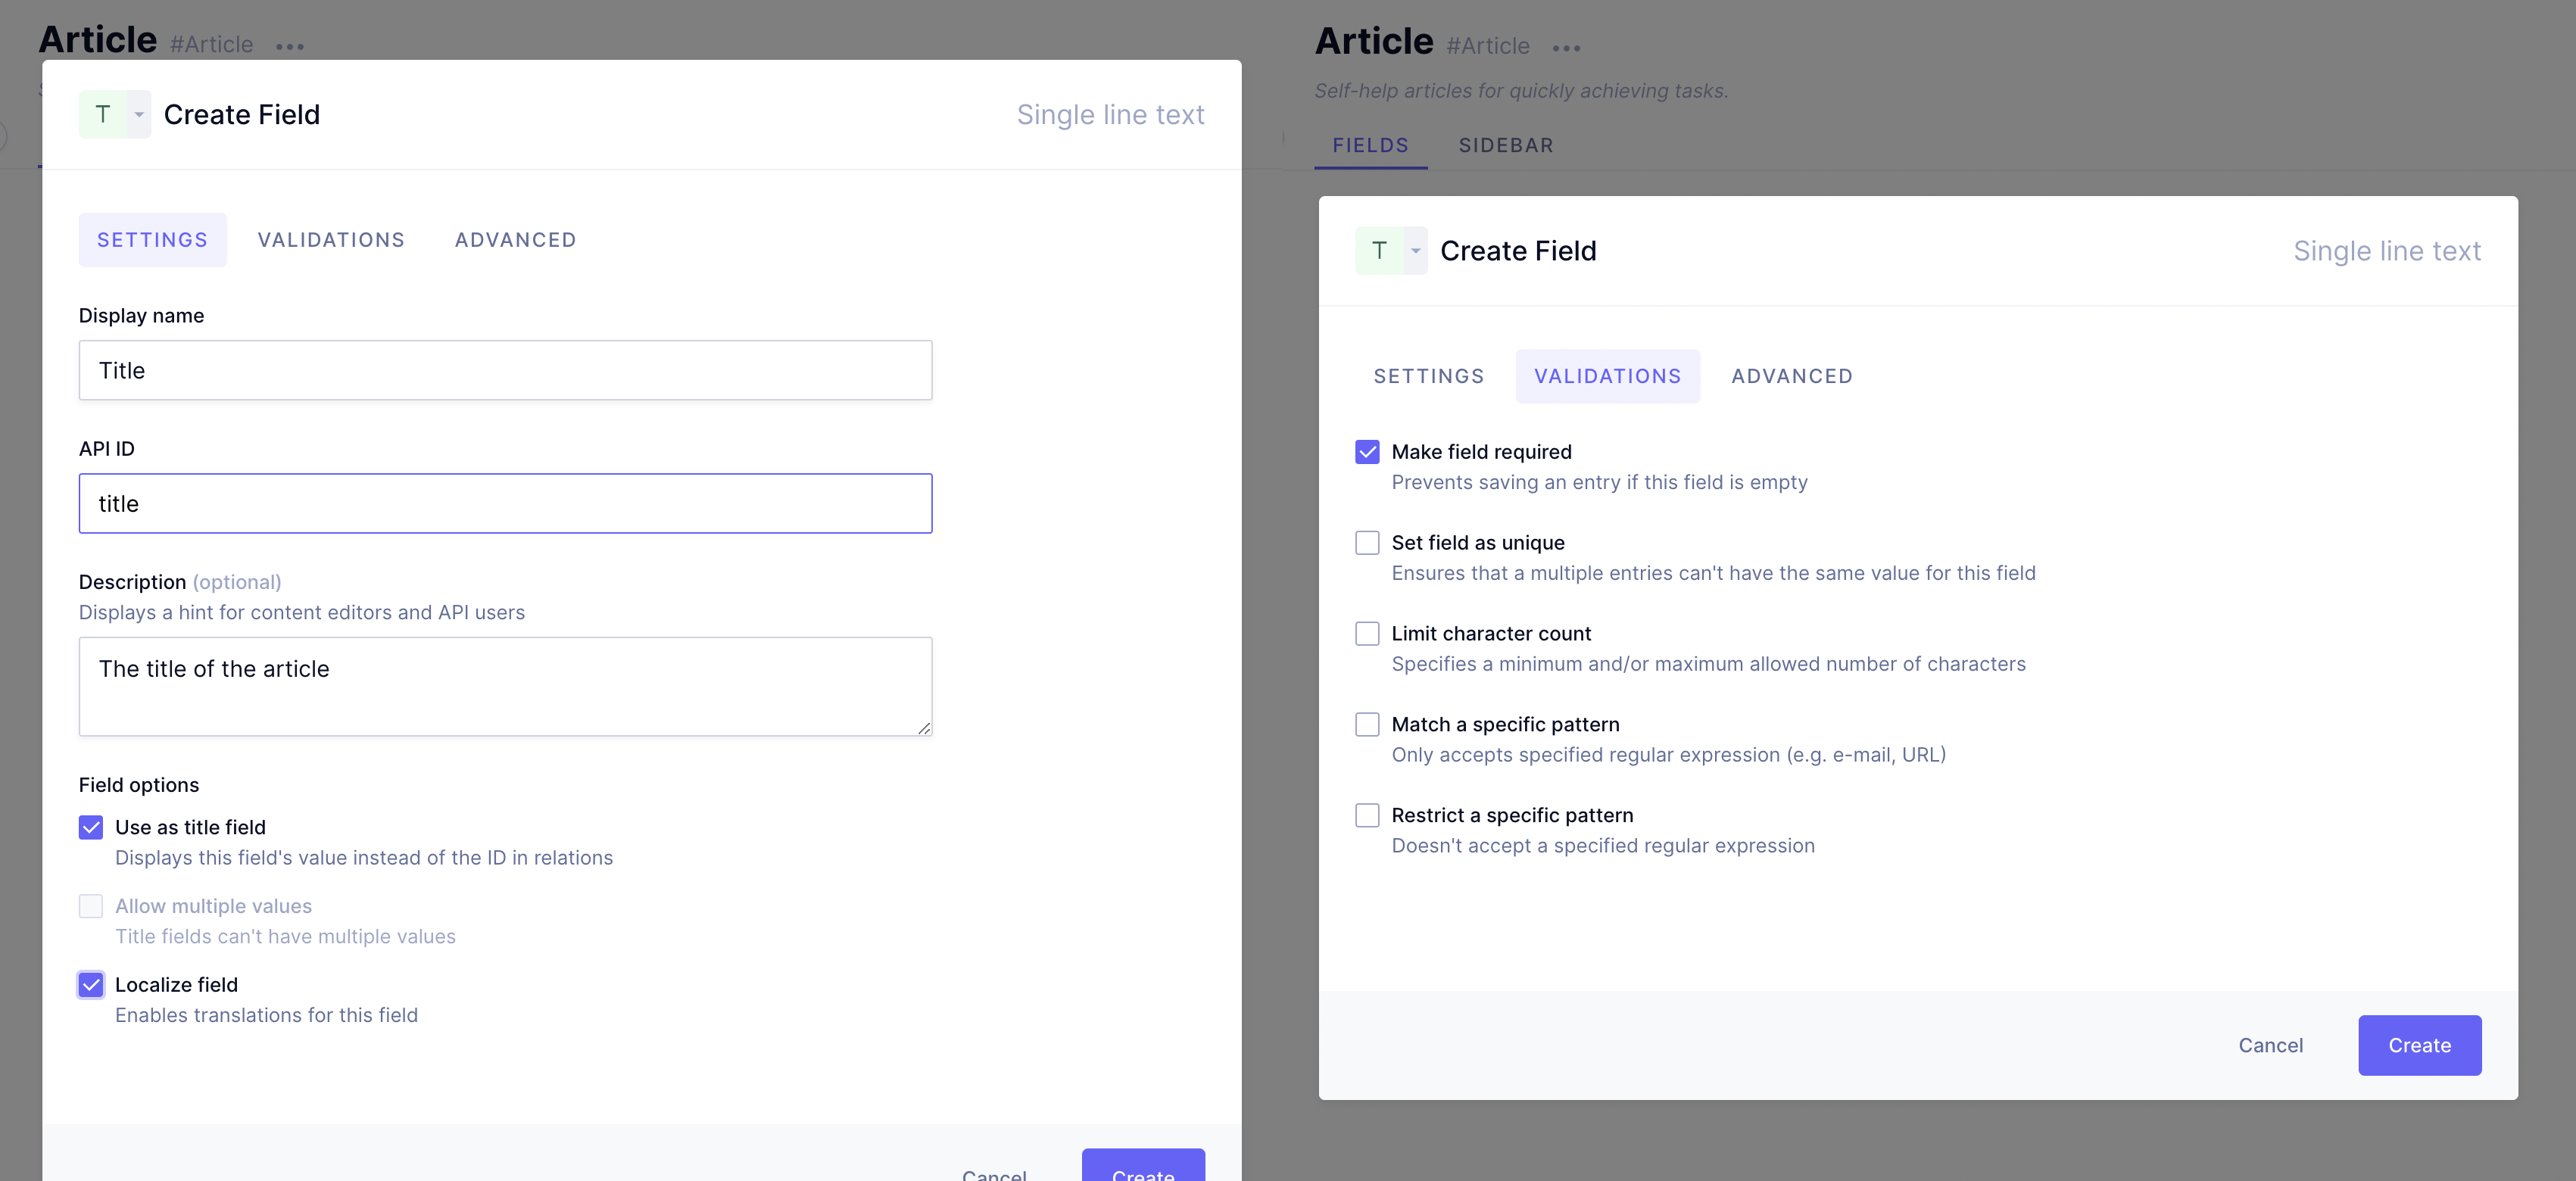 Article #Article •••
T Create Field Single line text
SETTINGS VALIDATIONS ADVANCED
Display name
Title
API ID
title
Description (optional)
Displays a hint for content editors and API users
The title of the article
Field options
Use as title field
Displays this field's value instead of the ID in relations
Allow multiple values
Title fields can't have multiple values
Localize field
Enables translations for this field
Cancel Create
Article #Article •••
Self-help articles for quickly achieving tasks.
FIELDS SIDEBAR
T Create Field Single line text
SETTINGS VALIDATIONS ADVANCED
Make field required
Prevents saving an entry if this field is empty
Set field as unique
Ensures that a multiple entries can't have the same value for this field
Limit character count
Specifies a minimum and/or maximum allowed number of characters
Match a specific pattern
Only accepts specified regular expression (e.g. e-mail, URL)
Restrict a specific pattern
Doesn't accept a specified regular expression
Cancel Create